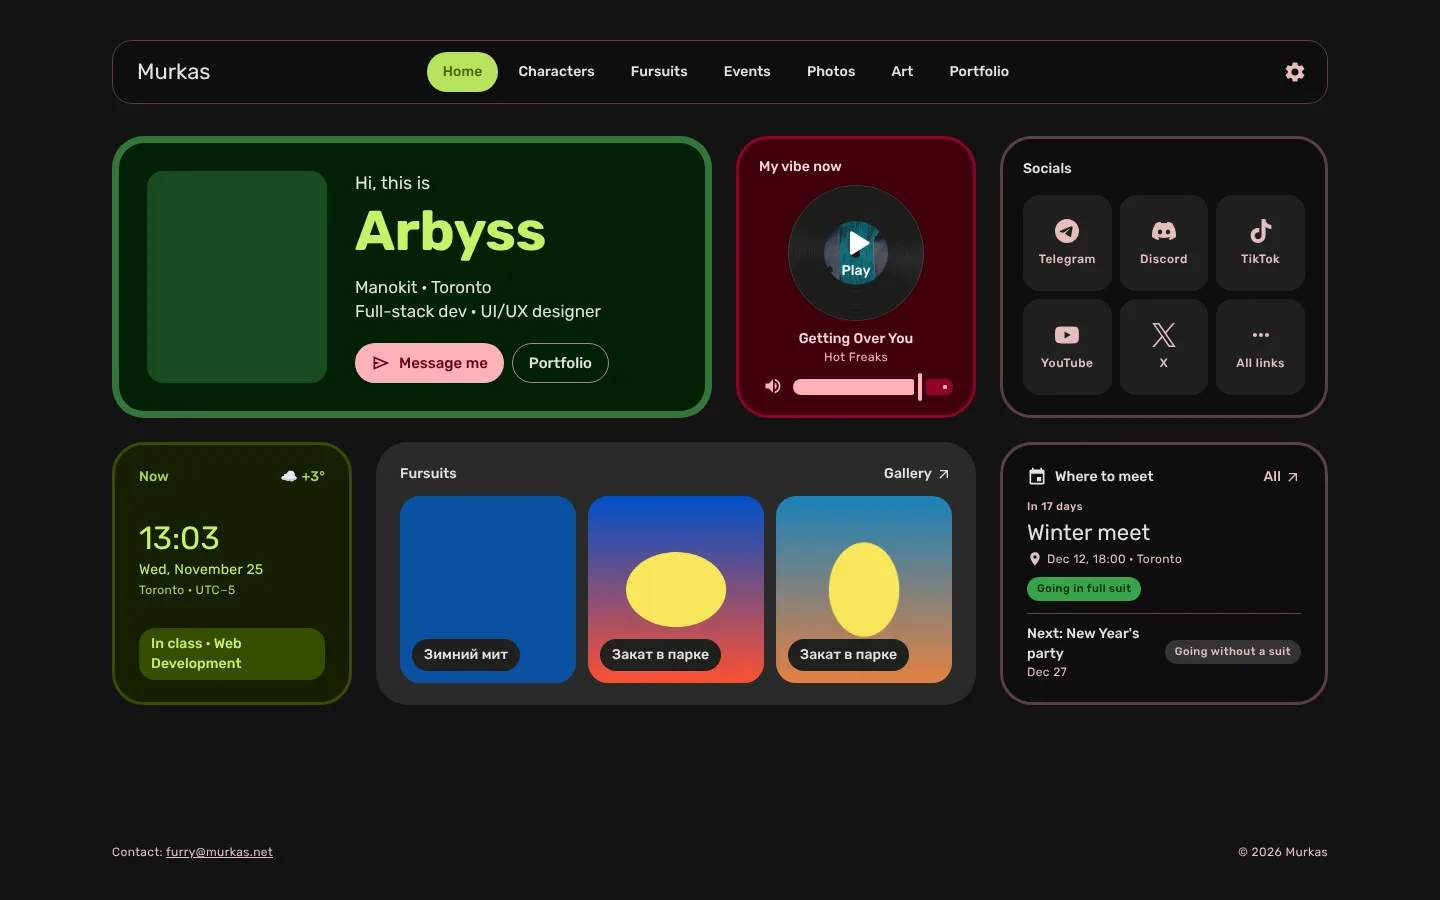 Murkas
Home
Characters
Fursuits
Events
Photos
Art
Portfolio
Hi, this is
Arbyss
Manokit • Toronto
Full-stack dev • UI/UX designer
Message me
Portfolio
My vibe now
Play
Getting Over You
Hot Freaks
Socials
Telegram
Discord
TikTok
YouTube
X
All links
Now
☁️ +3°
13:03
Wed, November 25
Toronto • UTC−5
In class • Web
Development
Fursuits
Gallery
Зимний мит
Закат в парке
Закат в парке
Where to meet
All
In 17 days
Winter meet
Dec 12, 18:00 • Toronto
Going in full suit
Next: New Year's
party
Dec 27
Going without a suit
Contact: furry@murkas.net
© 2026 Murkas